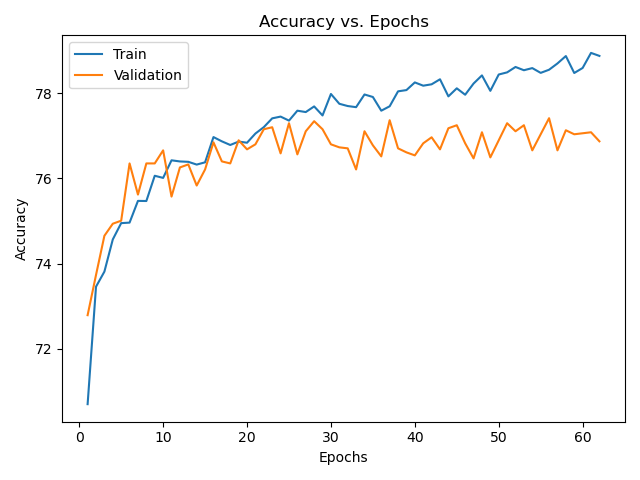 Accuracy vs. Epochs
Train
Validation
78
76
74
72
Accuracy
0 10 20 30 40 50 60
Epochs